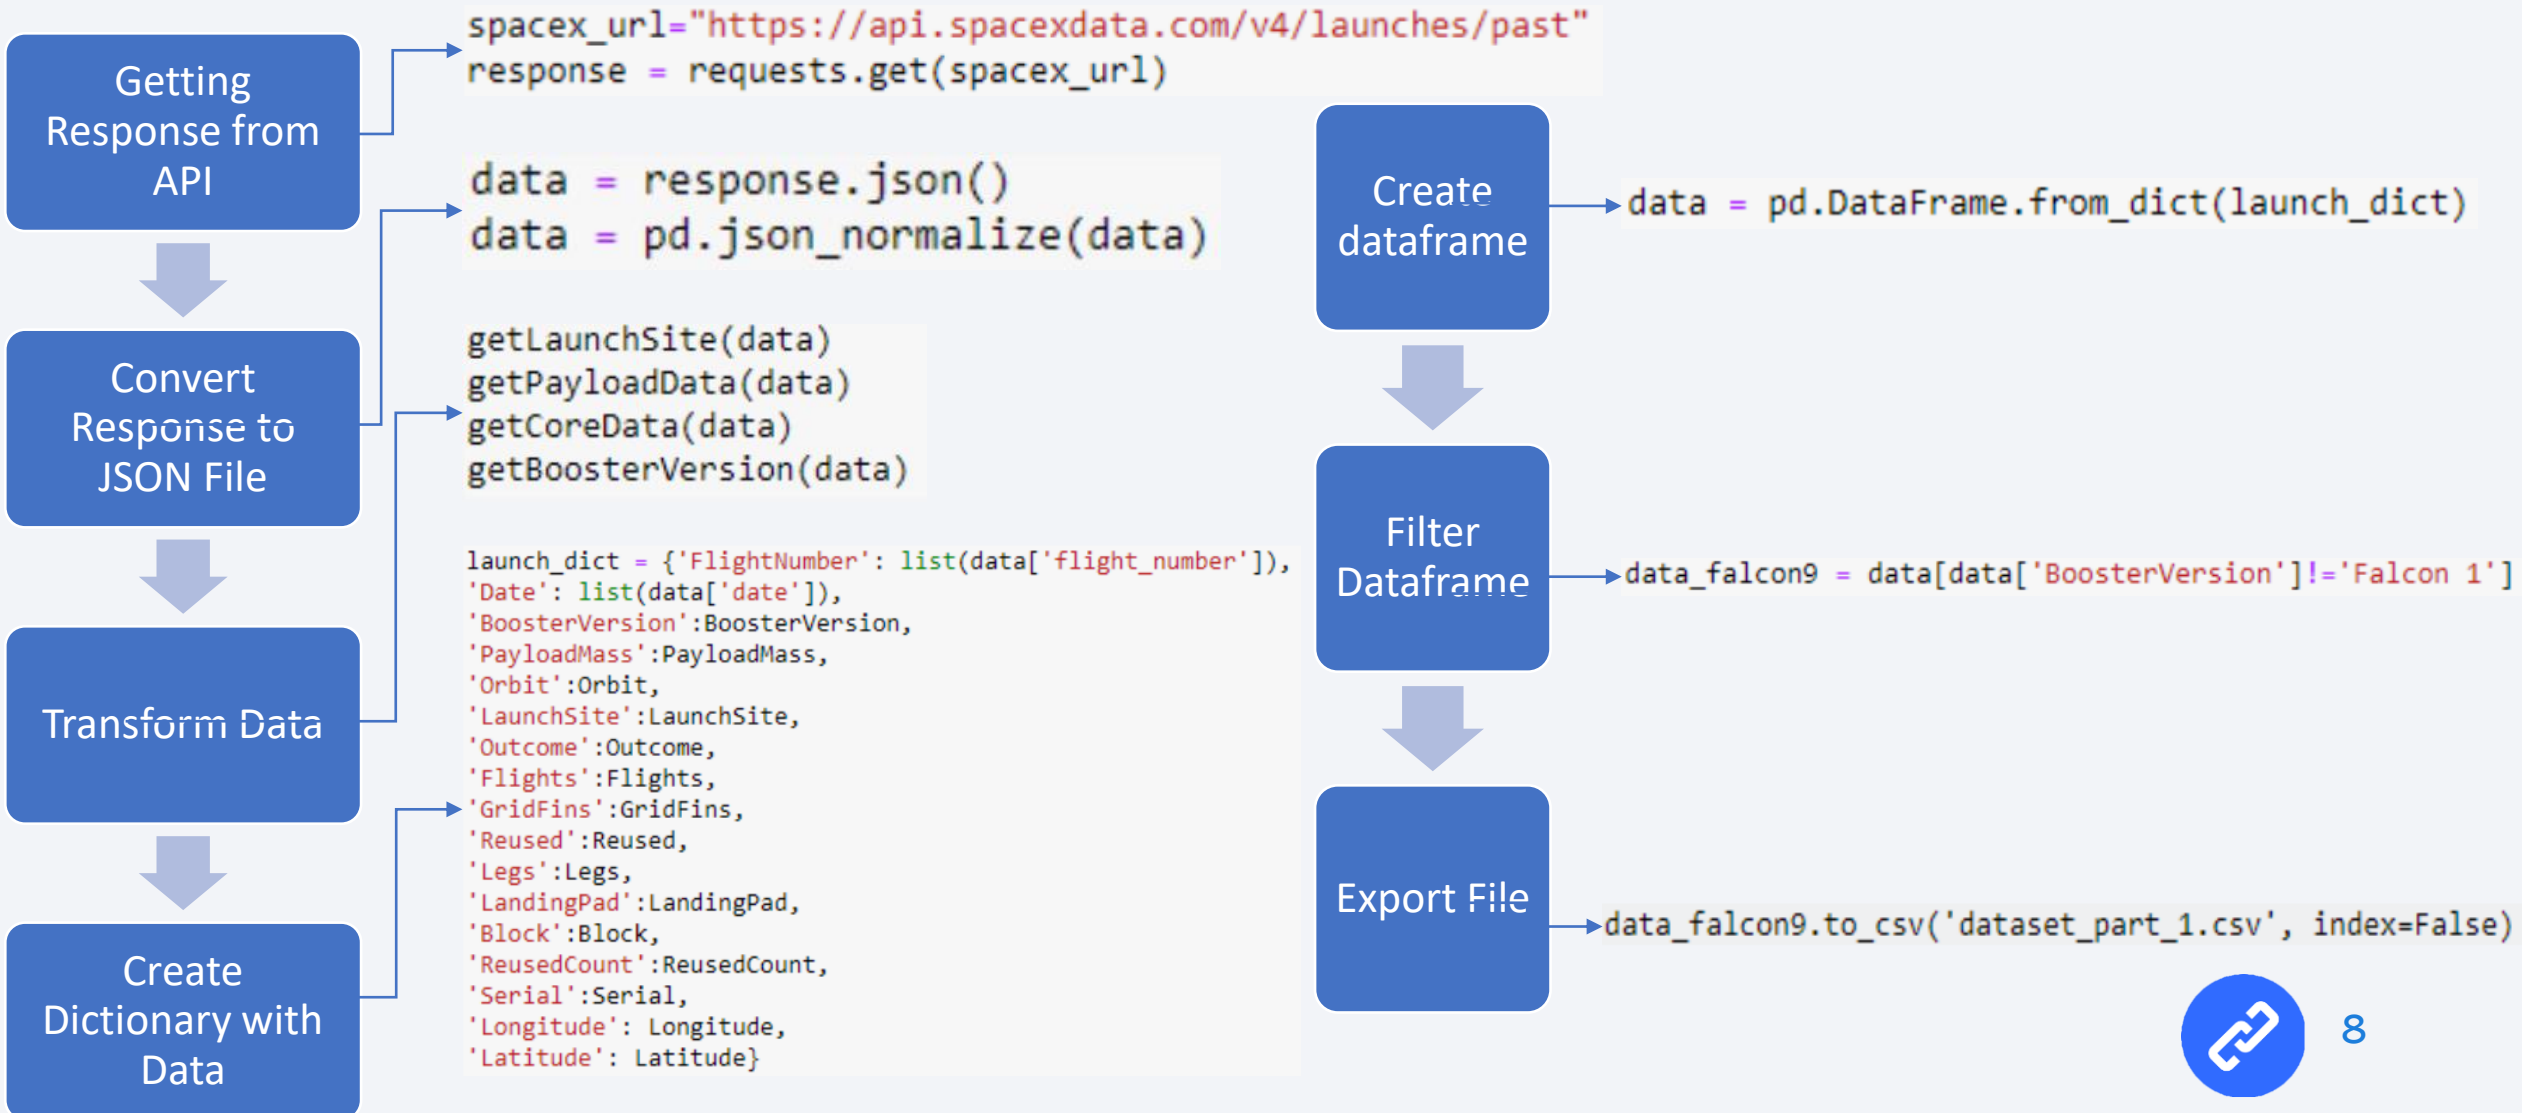 Getting
Response from
API
spacex_url="https://api.spacexdata.com/v4/launches/past"
response = requests.get(spacex_url)
Convert
Response to
JSON File
data = response.json()
data = pd.json_normalize(data)
Transform Data
getLaunchSite(data)
getPayloadData(data)
getCoreData(data)
getBoosterVersion(data)
Create
Dictionary with
Data
launch_dict = {'FlightNumber': list(data['flight_number']),
'Date': list(data['date']),
'BoosterVersion':BoosterVersion,
'PayloadMass':PayloadMass,
'Orbit':Orbit,
'LaunchSite':LaunchSite,
'Outcome':Outcome,
'Flights':Flights,
'GridFins':GridFins,
'Reused':Reused,
'Legs':Legs,
'LandingPad':LandingPad,
'Block':Block,
'ReusedCount':ReusedCount,
'Serial':Serial,
'Longitude': Longitude,
'Latitude': Latitude}
Create
dataframe
data = pd.DataFrame.from_dict(launch_dict)
Filter
Dataframe
data_falcon9 = data[data['BoosterVersion']!='Falcon 1']
Export File
data_falcon9.to_csv('dataset_part_1.csv', index=False)
8